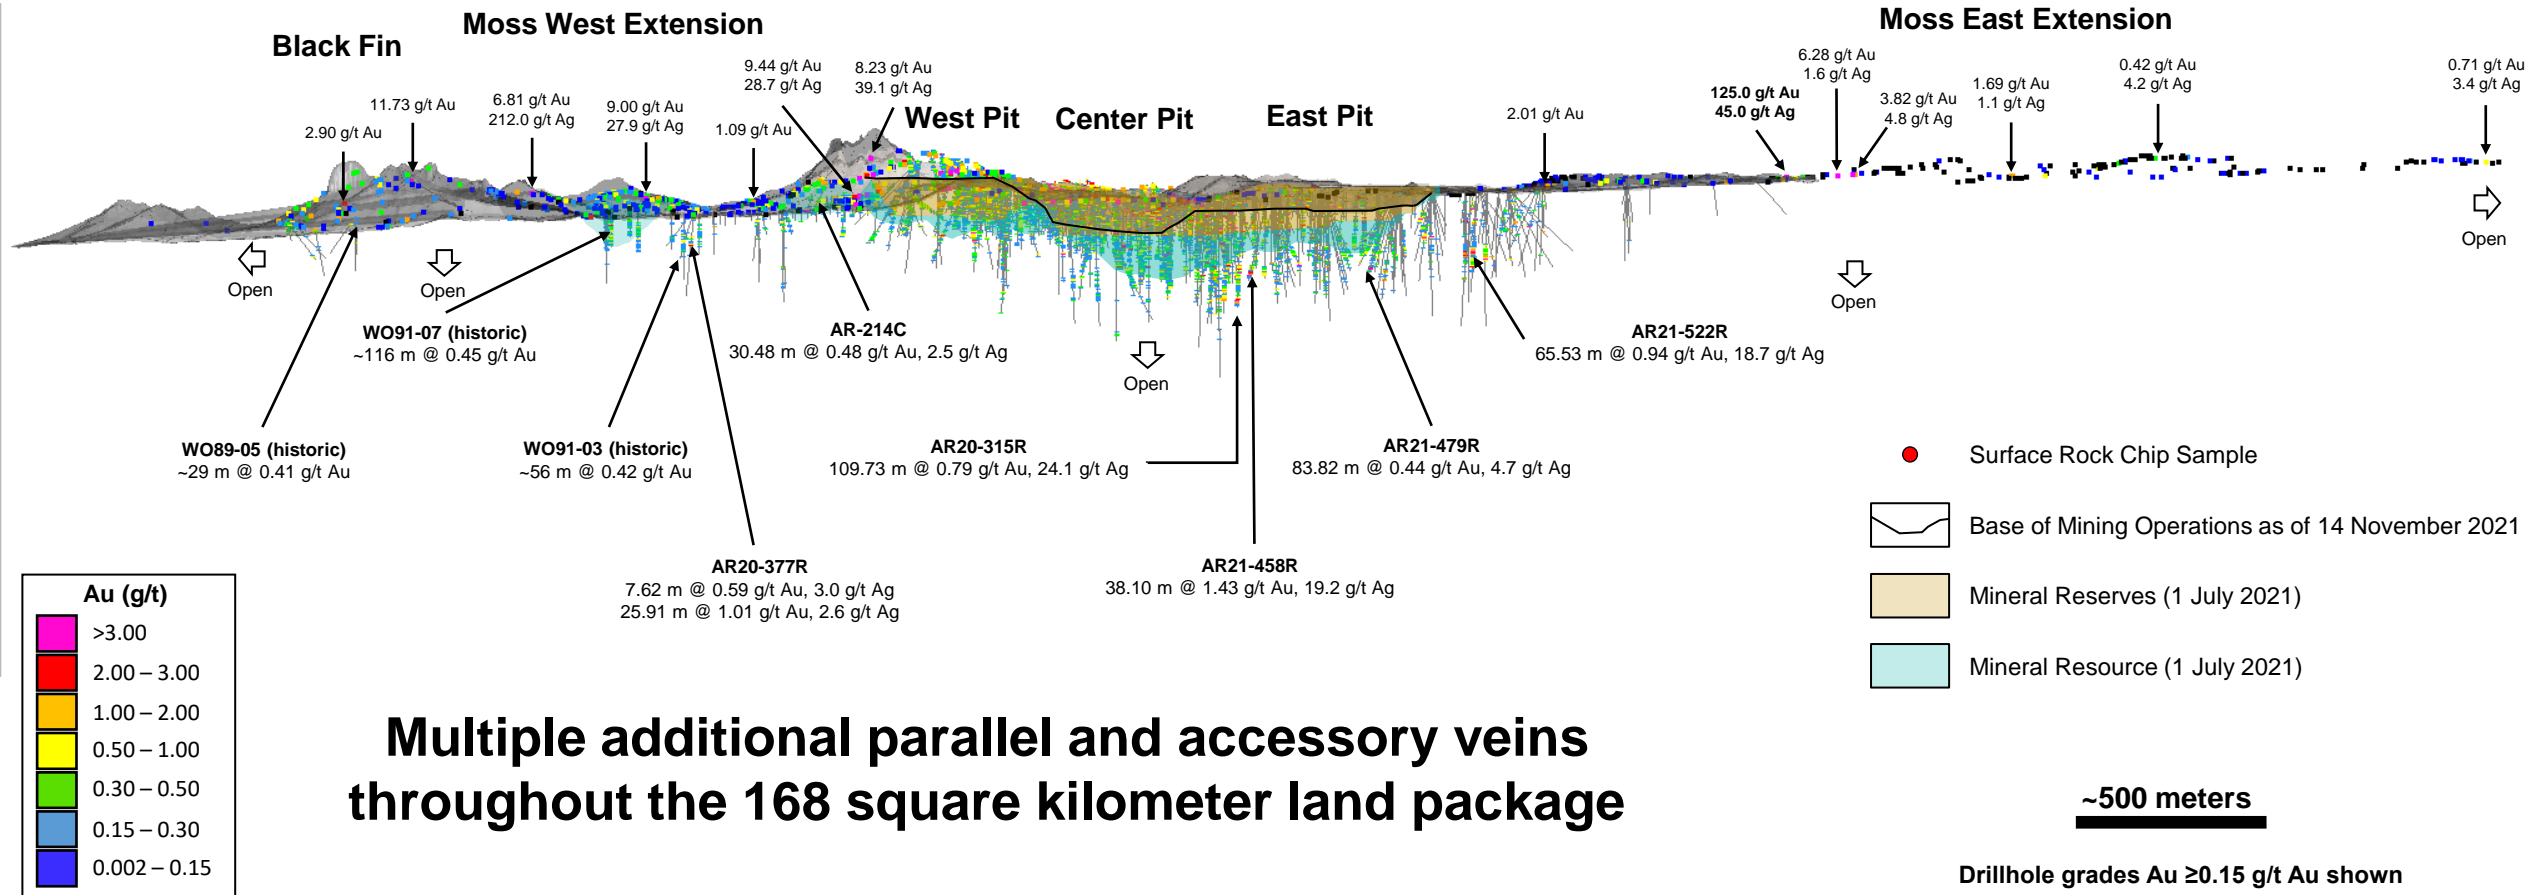 Moss West Extension
Moss East Extension
Black Fin
West Pit
Center Pit
East Pit
2.90 g/t Au
11.73 g/t Au
6.81 g/t Au
212.0 g/t Ag
9.00 g/t Au
27.9 g/t Ag
1.09 g/t Au
9.44 g/t Au
28.7 g/t Ag
8.23 g/t Au
39.1 g/t Ag
2.01 g/t Au
125.0 g/t Au
45.0 g/t Ag
6.28 g/t Au
1.6 g/t Ag
3.82 g/t Au
4.8 g/t Ag
1.69 g/t Au
1.1 g/t Ag
0.42 g/t Au
4.2 g/t Ag
0.71 g/t Au
3.4 g/t Ag
Open
Open
Open
Open
Open
WO91-07 (historic)
~116 m @ 0.45 g/t Au
AR-214C
30.48 m @ 0.48 g/t Au, 2.5 g/t Ag
AR21-522R
65.53 m @ 0.94 g/t Au, 18.7 g/t Ag
WO89-05 (historic)
~29 m @ 0.41 g/t Au
WO91-03 (historic)
~56 m @ 0.42 g/t Au
AR20-315R
109.73 m @ 0.79 g/t Au, 24.1 g/t Ag
AR21-479R
83.82 m @ 0.44 g/t Au, 4.7 g/t Ag
AR20-377R
7.62 m @ 0.59 g/t Au, 3.0 g/t Ag
25.91 m @ 1.01 g/t Au, 2.6 g/t Ag
AR21-458R
38.10 m @ 1.43 g/t Au, 19.2 g/t Ag
Surface Rock Chip Sample
Base of Mining Operations as of 14 November 2021
Mineral Reserves (1 July 2021)
Mineral Resource (1 July 2021)
Au (g/t)
>3.00
2.00 – 3.00
1.00 – 2.00
0.50 – 1.00
0.30 – 0.50
0.15 – 0.30
0.002 – 0.15
Multiple additional parallel and accessory veins
throughout the 168 square kilometer land package
~500 meters
Drillhole grades Au ≥0.15 g/t Au shown